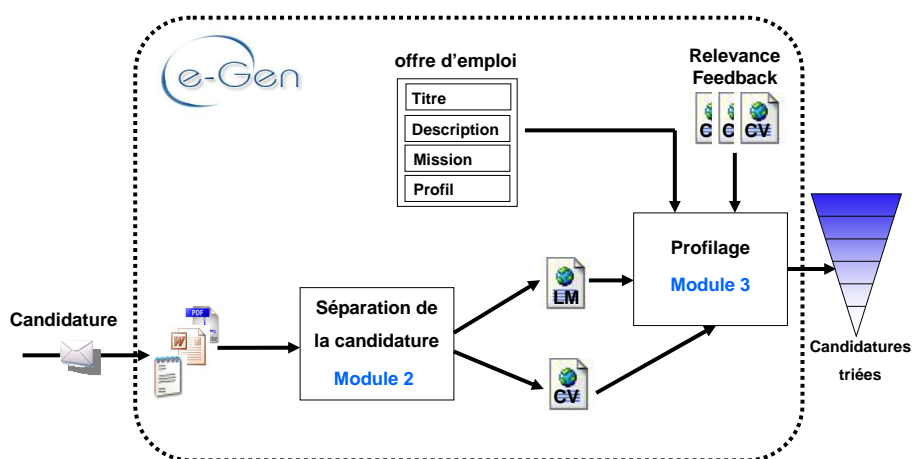 e-Gen
offre d'emploi
Titre
Description
Mission
Profil
Relevance
Feedback
C
C
CV
Candidature
PDF
W
Séparation de
la candidature
Module 2
LM
CV
Profilage
Module 3
Candidatures
triées